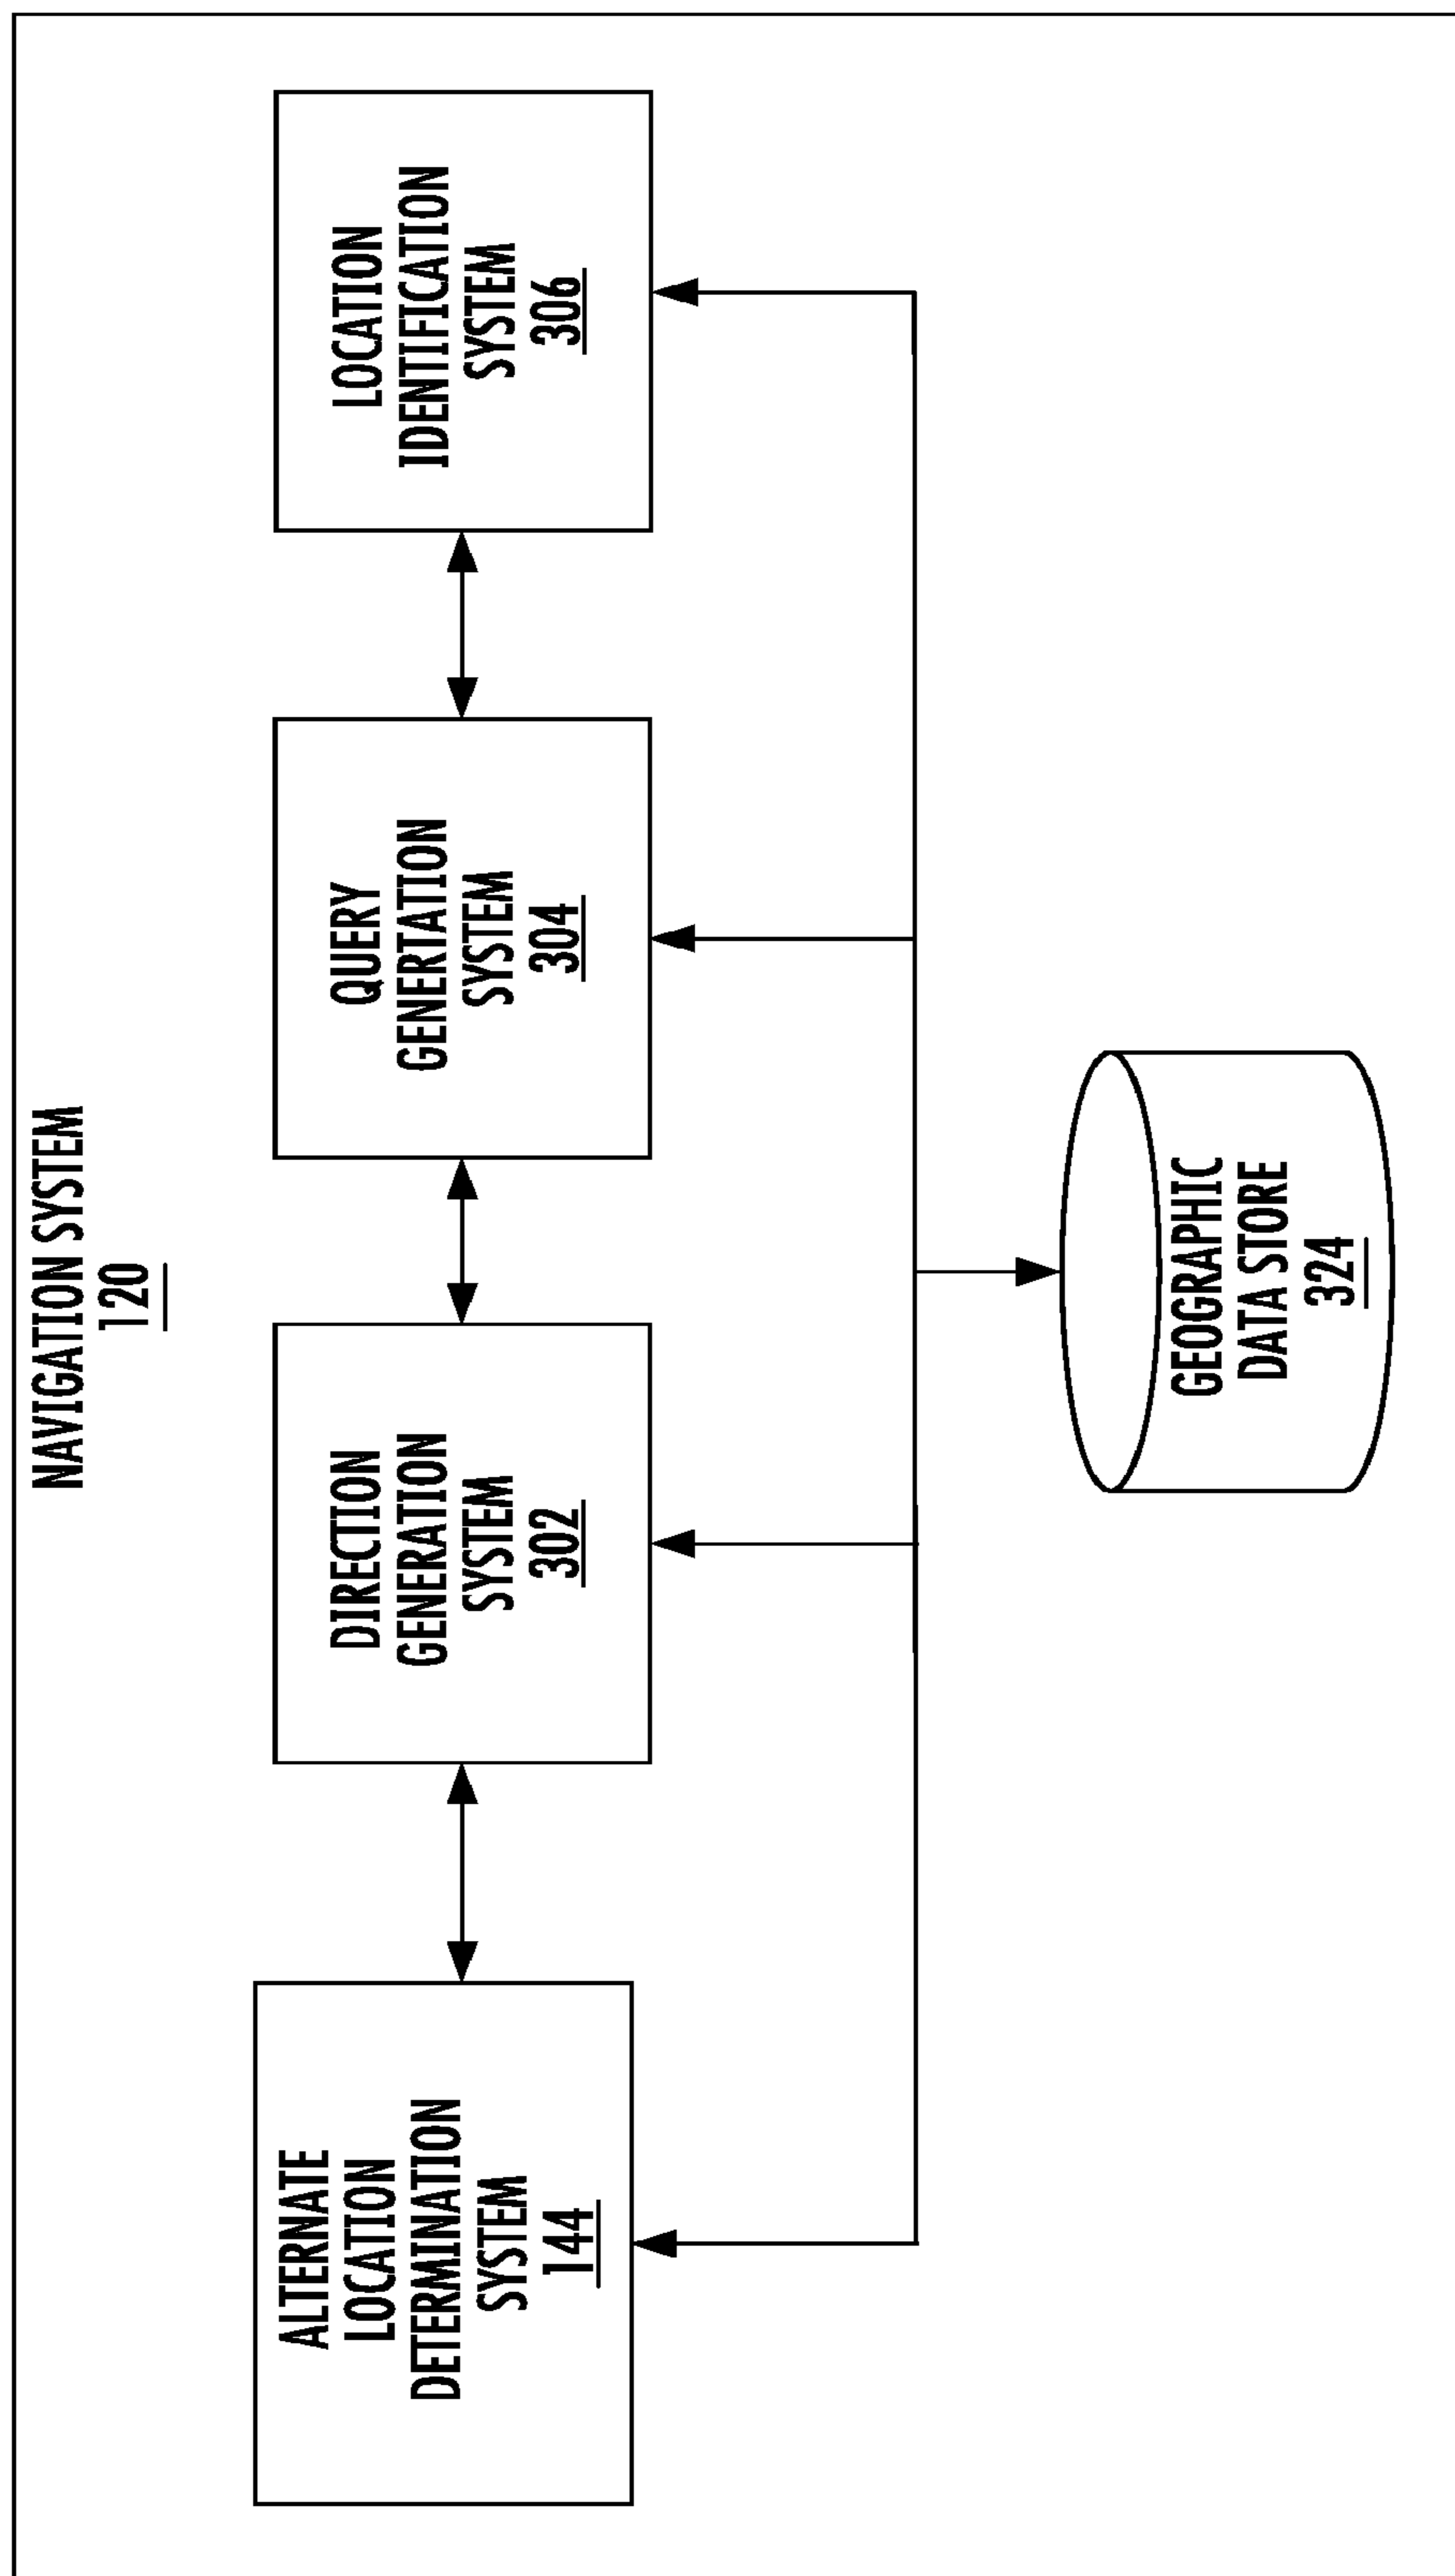 NAVIGATION SYSTEM
120
ALTERNATE
LOCATION
DETERMINATION
SYSTEM
144
DIRECTION
GENERATION
SYSTEM
302
QUERY
GENERTATION
SYSTEM
304
LOCATION
IDENTIFICATION
SYSTEM
306
GEOGRAPHIC
DATA STORE
324